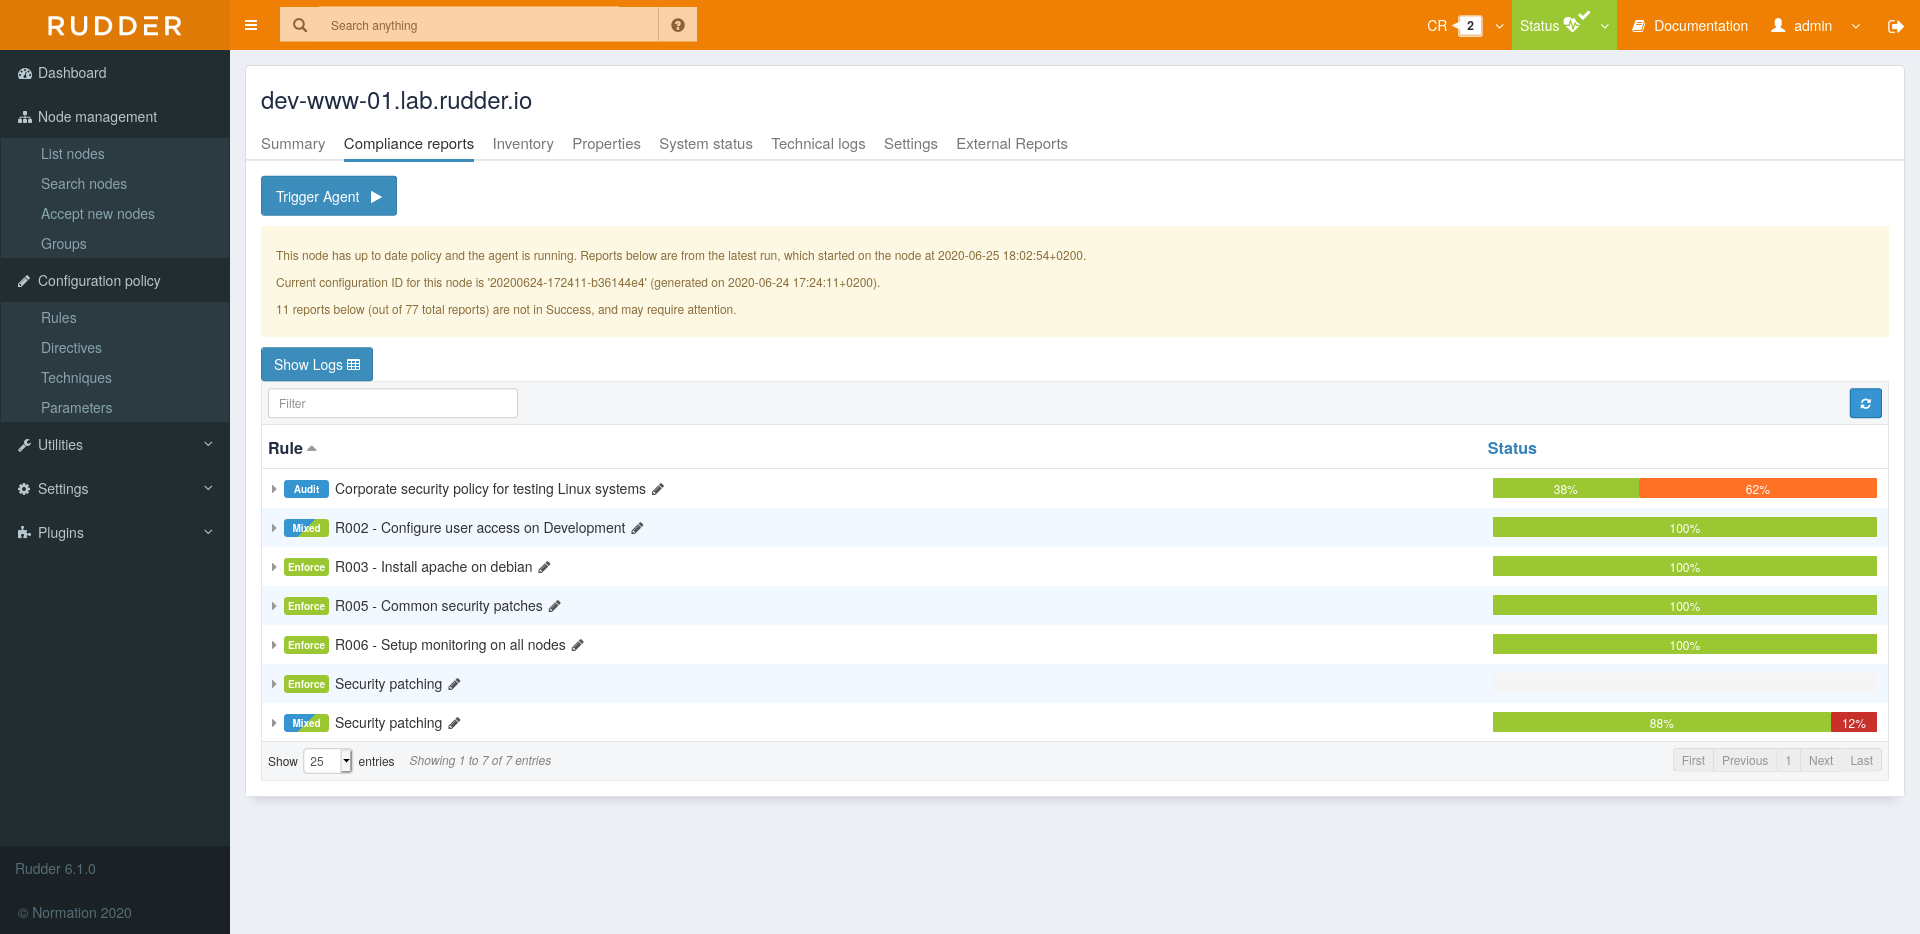 RUDDER
Search anything
CR 2
Status
Documentation
admin
Dashboard
Node management
List nodes
Search nodes
Accept new nodes
Groups
Configuration policy
Rules
Directives
Techniques
Parameters
Utilities
Settings
Plugins
Rudder 6.1.0
© Normation 2020
dev-www-01.lab.rudder.io
Summary Compliance reports Inventory Properties System status Technical logs Settings External Reports
Trigger Agent
This node has up to date policy and the agent is running. Reports below are from the latest run, which started on the node at 2020-06-25 18:02:54+0200.
Current configuration ID for this node is '20200624-172411-b36144e4' (generated on 2020-06-24 17:24:11+0200).
11 reports below (out of 77 total reports) are not in Success, and may require attention.
Show Logs
Filter
Rule Status
Audit Corporate security policy for testing Linux systems 38% 62%
Mixed R002 - Configure user access on Development 100%
Enforce R003 - Install apache on debian 100%
Enforce R005 - Common security patches 100%
Enforce R006 - Setup monitoring on all nodes 100%
Enforce Security patching
Mixed Security patching 88% 12%
Show 25 entries Showing 1 to 7 of 7 entries First Previous 1 Next Last